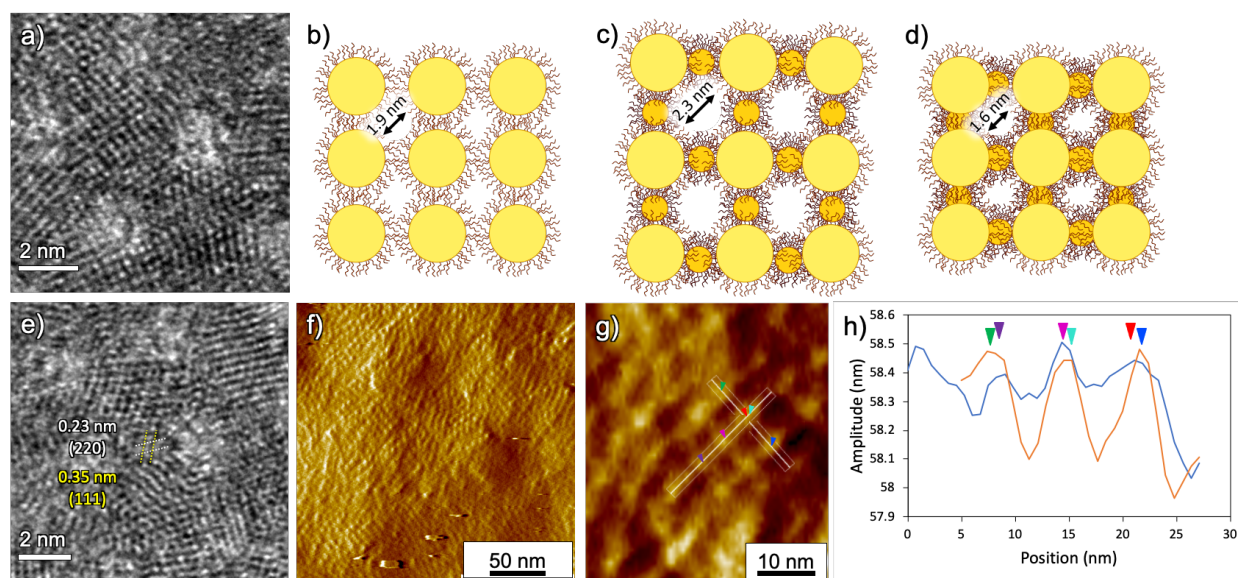 a)
2 nm
b)
1.9 nm
c)
2.3 nm
d)
1.6 nm
e)
0.23 nm
(220)
0.35 nm
(111)
2 nm
f)
50 nm
g)
10 nm
h)
58.6
58.5
58.4
58.3
58.2
58.1
58
57.9
Amplitude (nm)
0
5
10
15
20
25
30
Position (nm)